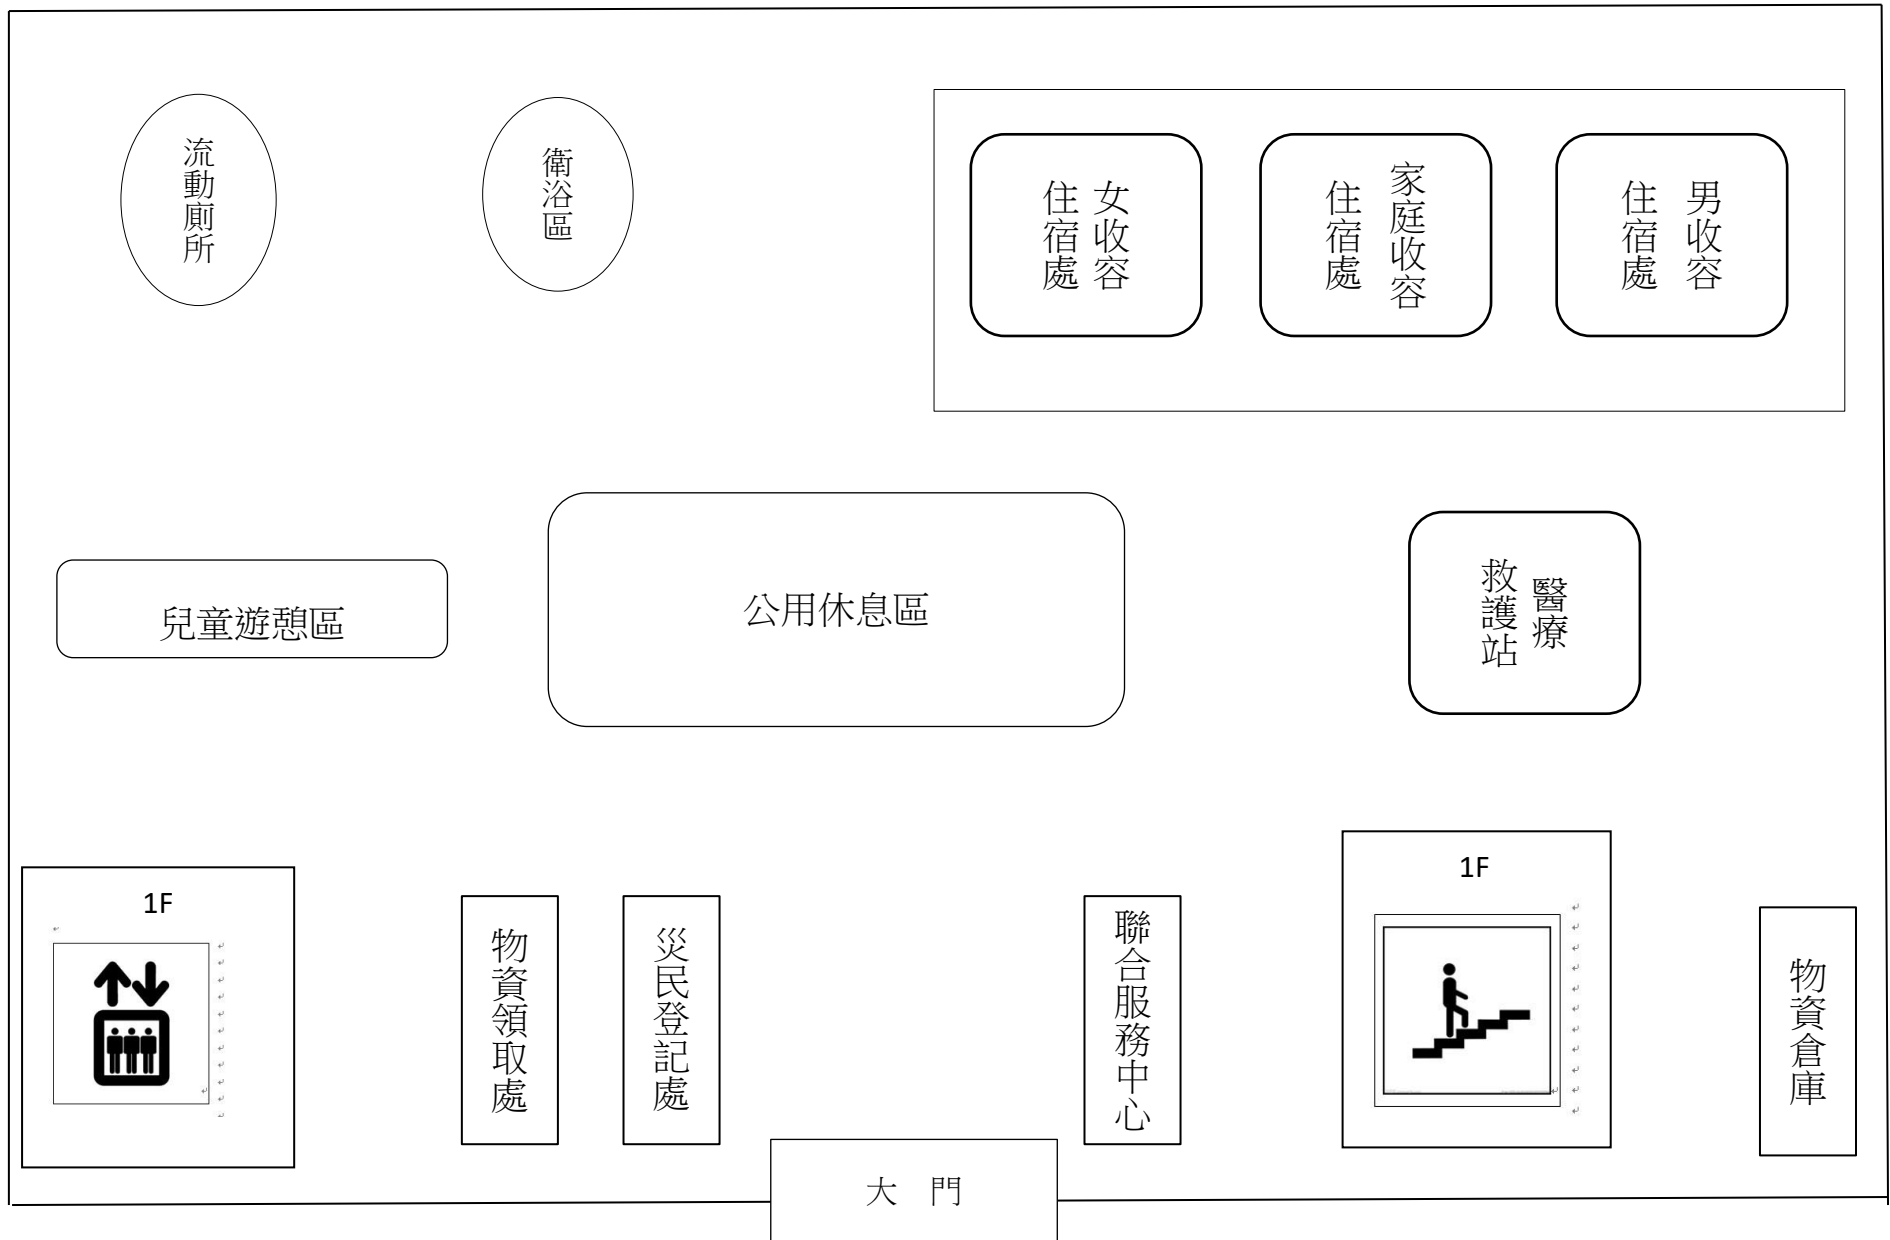 流動廁所
衛浴區
女收容
住宿處
家庭收容
住宿處
男收容
住宿處
兒童遊憩區
公用休息區
醫療
救護站
1F
物資領取處
災民登記處
聯合服務中心
1F
物資倉庫
大 門